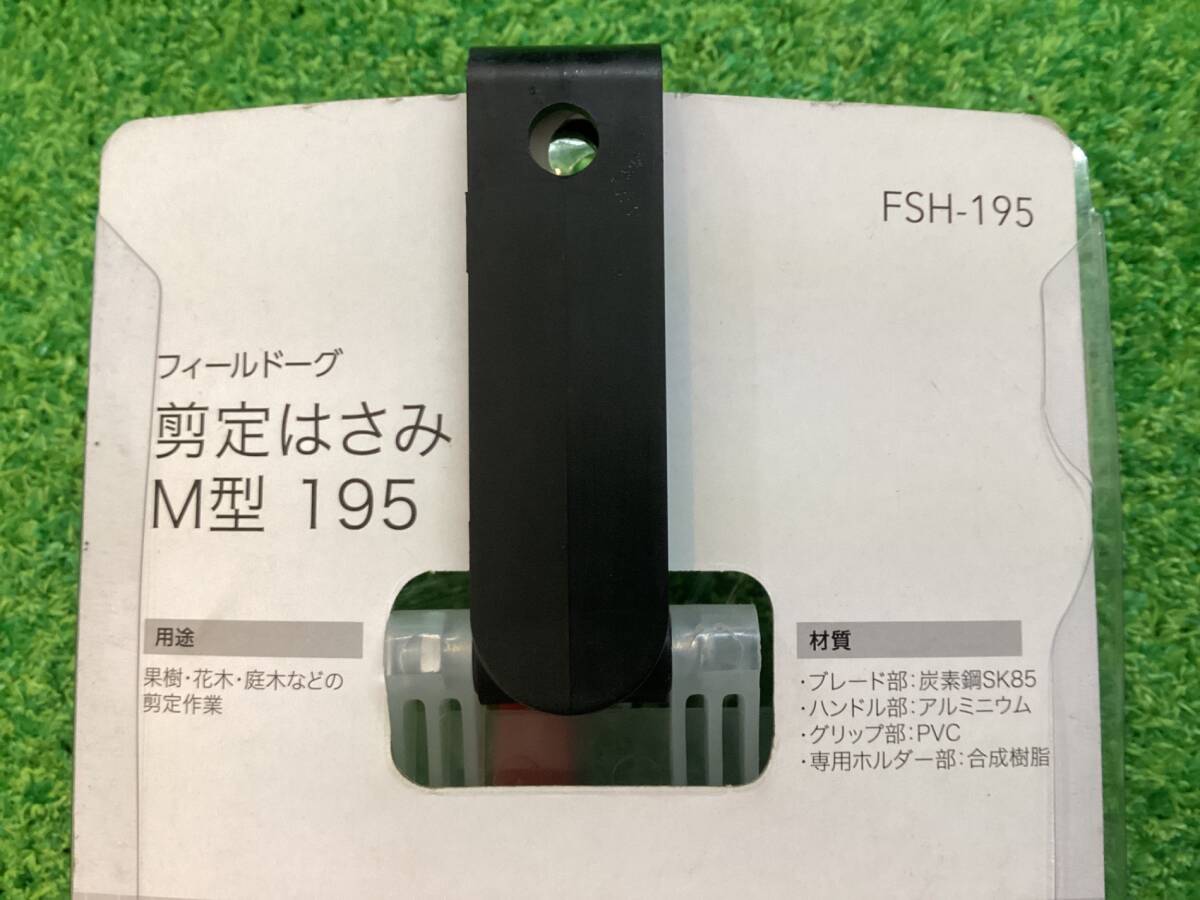 FSH-195
フィールドーグ
剪定はさみ
M型 195
用途
果樹・花木・庭木などの
剪定作業
材質
・ブレード部：炭素鋼SK85
・ハンドル部：アルミニウム
・グリップ部：PVC
・専用ホルダー部：合成樹脂